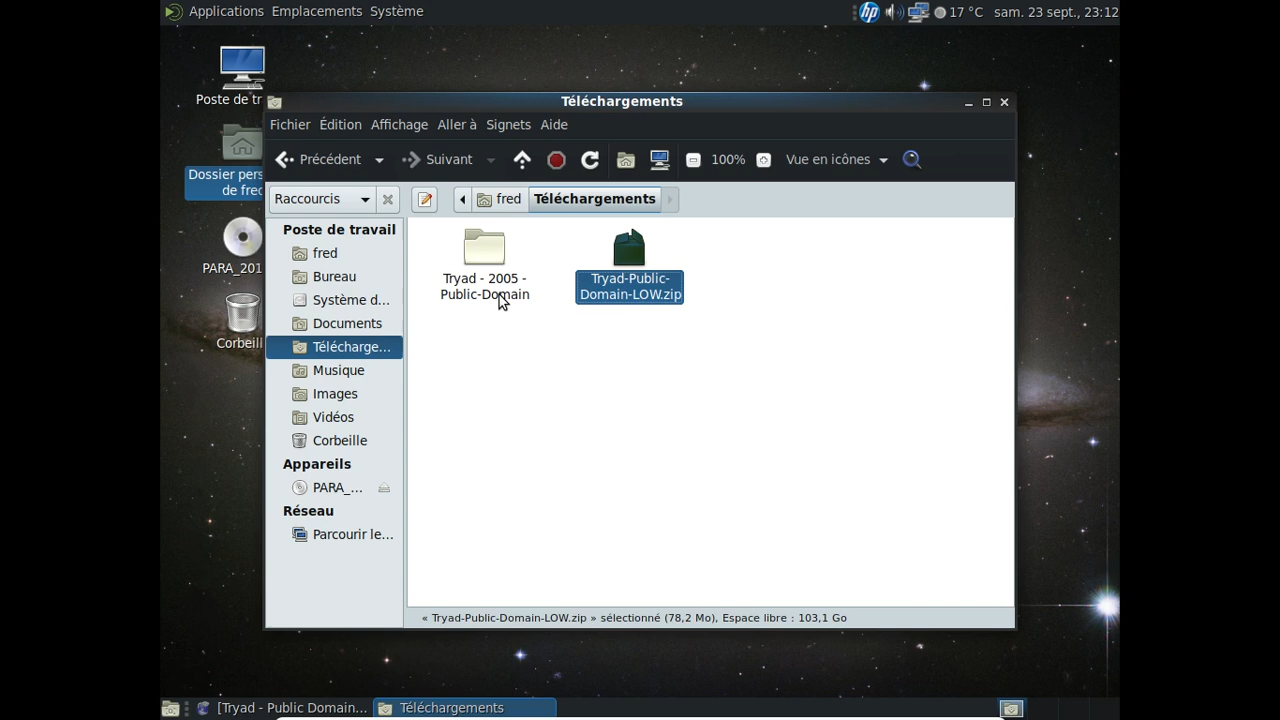 Applications Emplacements Système
hp 17 °C sam. 23 sept., 23:12
Poste de tr
Dossier pers
de fred
PARA_201
Corbeill
Téléchargements
Fichier Édition Affichage Aller à Signets Aide
Précédent Suivant 100% Vue en icônes
Raccourcis fred Téléchargements
Poste de travail
fred
Bureau
Système d...
Documents
Télécharge...
Musique
Images
Vidéos
Corbeille
Appareils
PARA_...
Réseau
Parcourir le...
Tryad - 2005 -
Public-Domain
Tryad-Public-
Domain-LOW.zip
« Tryad-Public-Domain-LOW.zip » sélectionné (78,2 Mo), Espace libre : 103,1 Go
[Tryad - Public Domain... Téléchargements